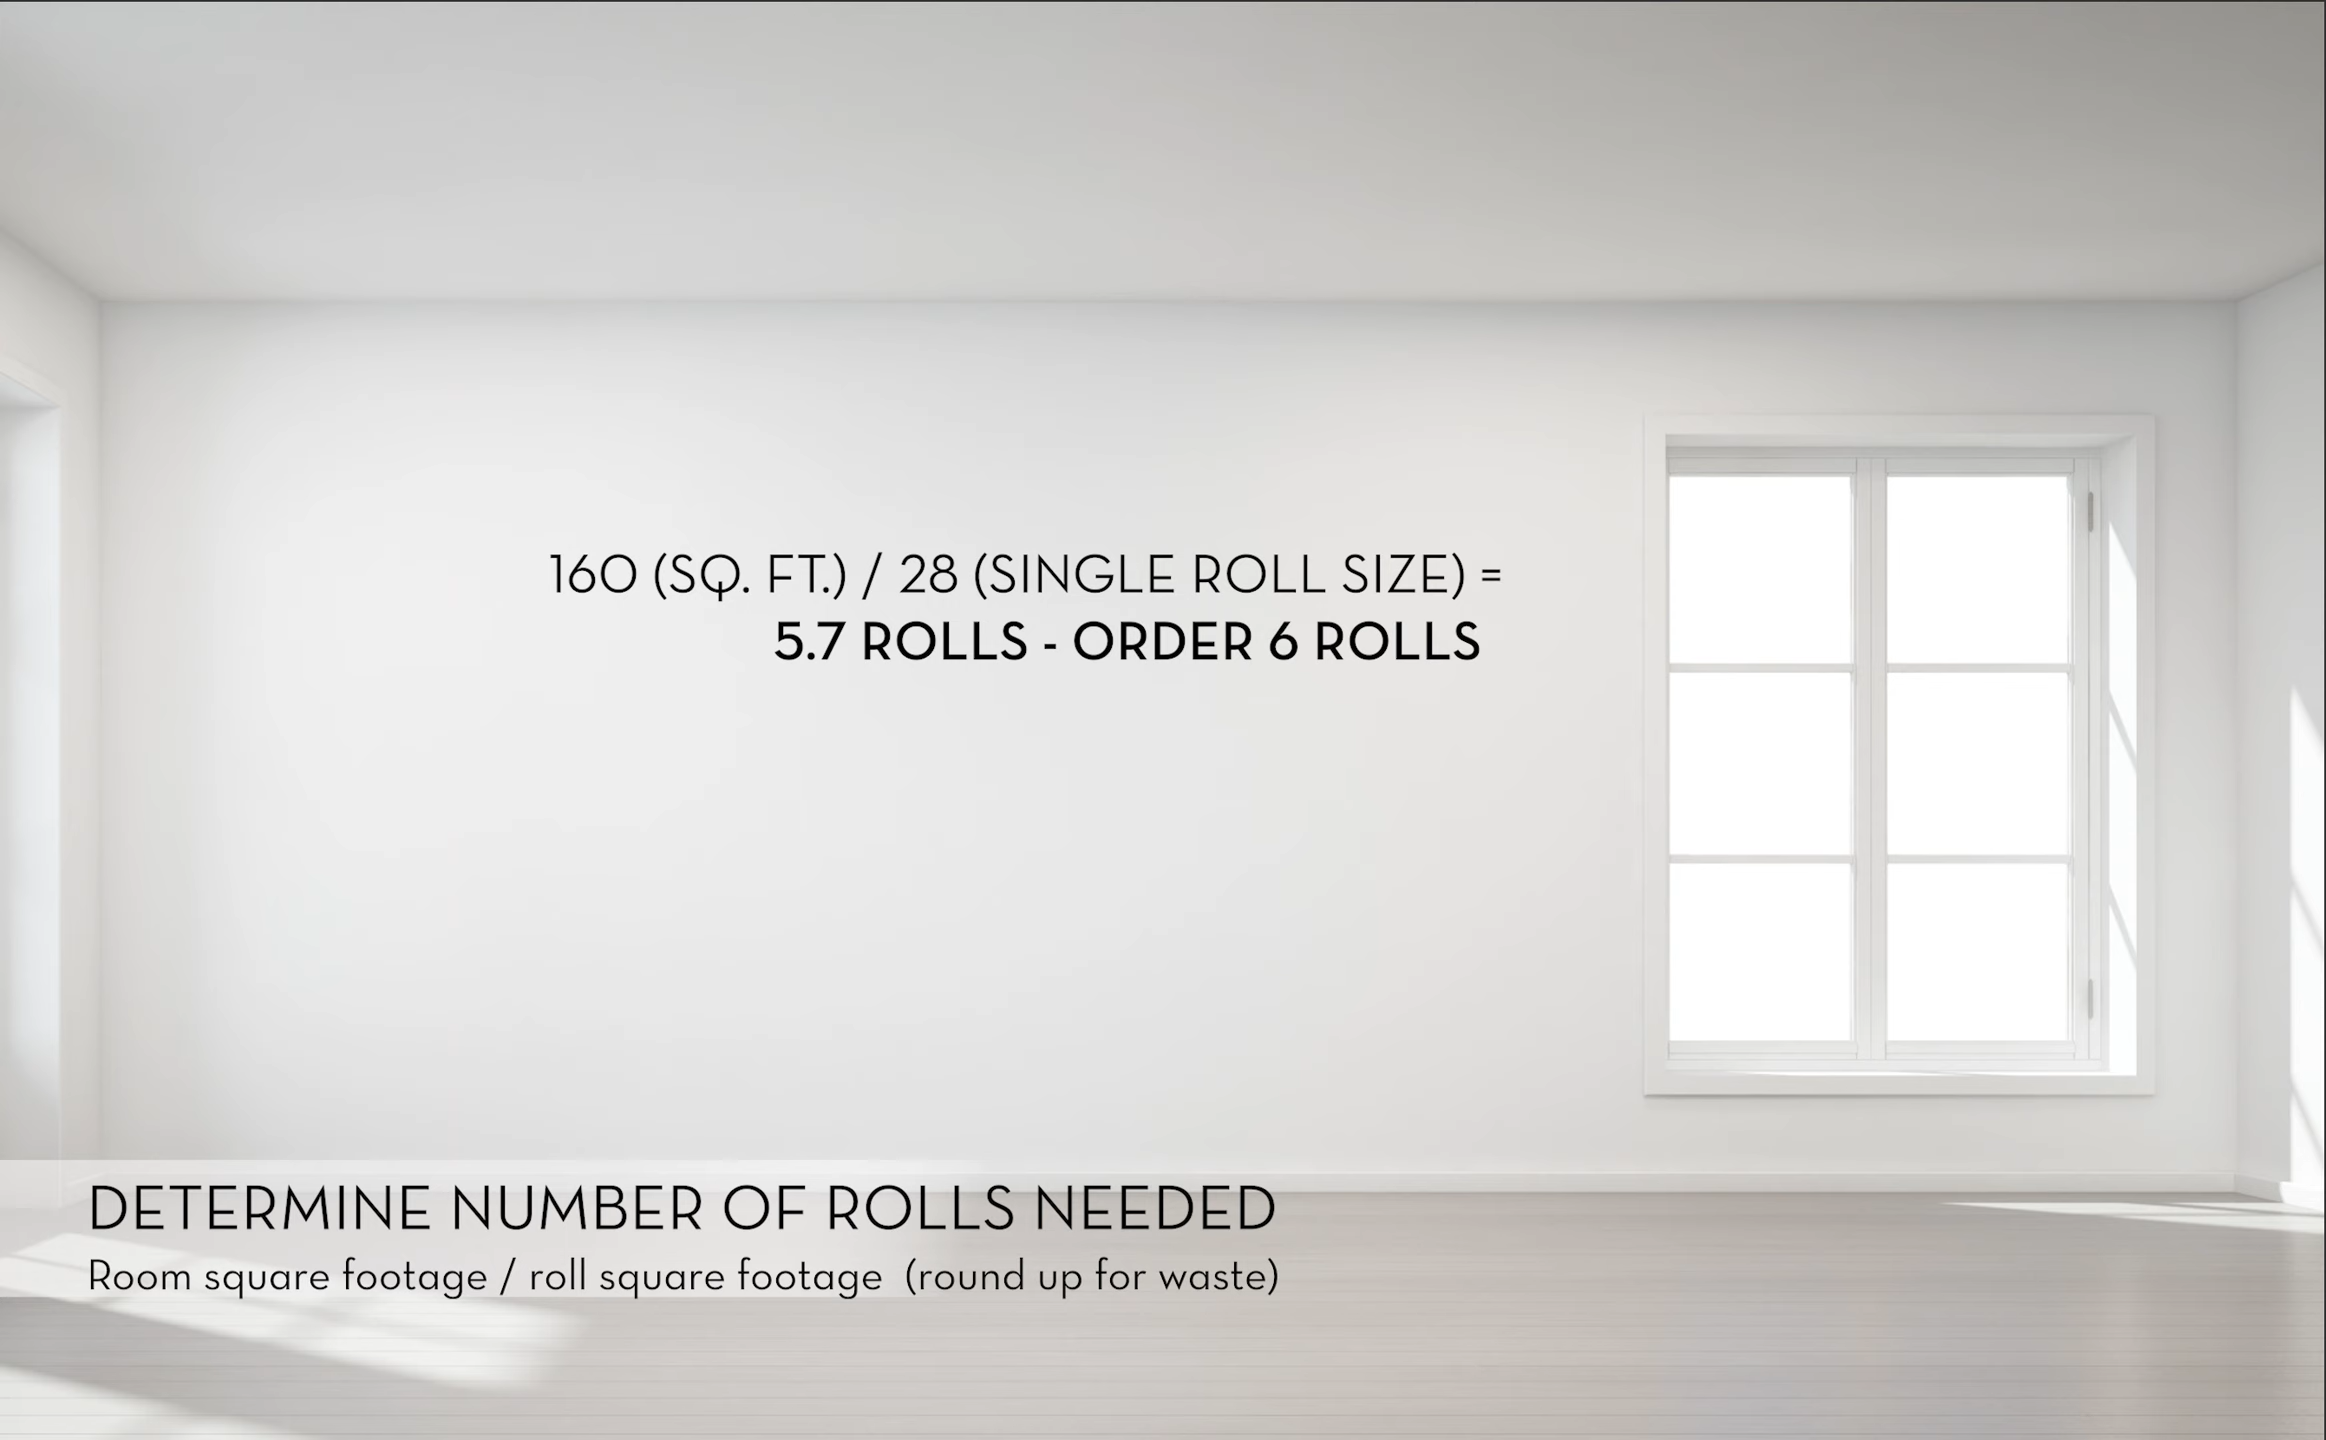 160 (SQ. FT.) / 28 (SINGLE ROLL SIZE) =
5.7 ROLLS - ORDER 6 ROLLS
DETERMINE NUMBER OF ROLLS NEEDED
Room square footage / roll square footage (round up for waste)